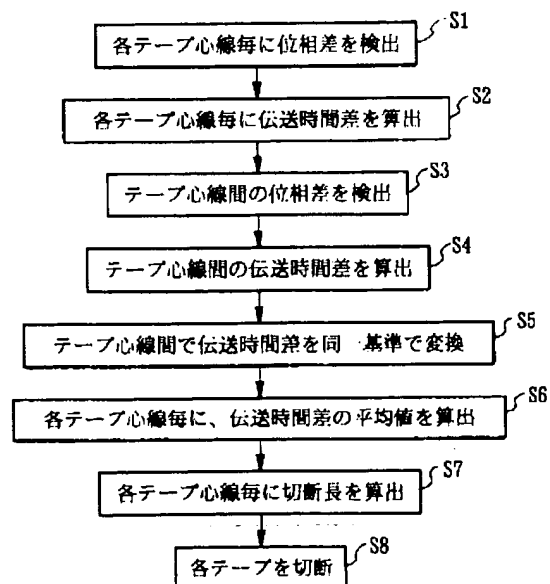 S1
各テープ心線毎に位相差を検出
S2
各テープ心線毎に伝送時間差を算出
S3
テープ心線間の位相差を検出
S4
テープ心線間の伝送時間差を算出
S5
テープ心線間で伝送時間差を同一基準で変換
S6
各テープ心線毎に、伝送時間差の平均値を算出
S7
各テープ心線毎に切断長を算出
S8
各テープを切断